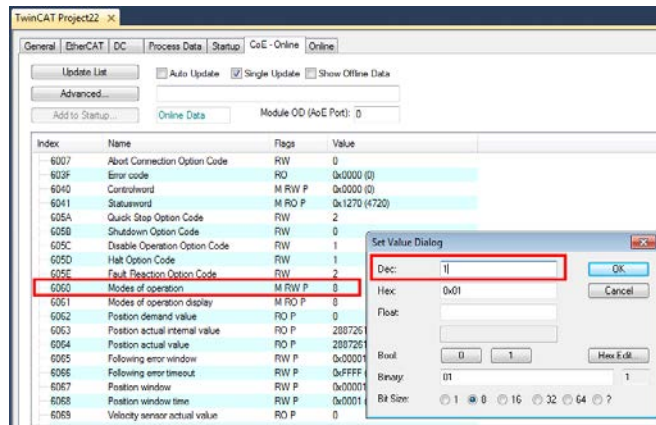 TwinCAT Project22
General EtherCAT DC Process Data Startup CoE - Online Online
Update List Auto Update Single Update Show Offline Data
Advanced...
Add to Startup... Online Data Module OD (AoE Port): 0
Index Name Flags Value
6007 Abort Connection Option Code RW 0
603F Error code RO 0x0000 (0)
6040 Controlword M RW P 0x0000 (0)
6041 Statusword M RO P 0x1270 (4720)
605A Quick Stop Option Code RW 2
605B Shutdown Option Code RW 0
605C Disable Operation Option Code RW 1
605D Halt Option Code RW 1
605E Fault Reaction Option Code RW 2
6060 Modes of operation M RW P 8
6061 Modes of operation display M RO P 8
6062 Position demand value RO P 0
6063 Position actual internal value RO P 2887261
6064 Position actual value RO P 2887261
6065 Following error window RW P 0x00001
6066 Following error timeout RW P 0xFFFF (
6067 Position window RW P 0x00001
6068 Position window time RW P 0x0001 (
6069 Velocity sensor actual value RO P 0
Set Value Dialog
Dec: 1 OK
Hex: 0x01 Cancel
Float:
Bool: 0 1 Hex Edit...
Binary: 01 1
Bit Size: 1 8 16 32 64 ?